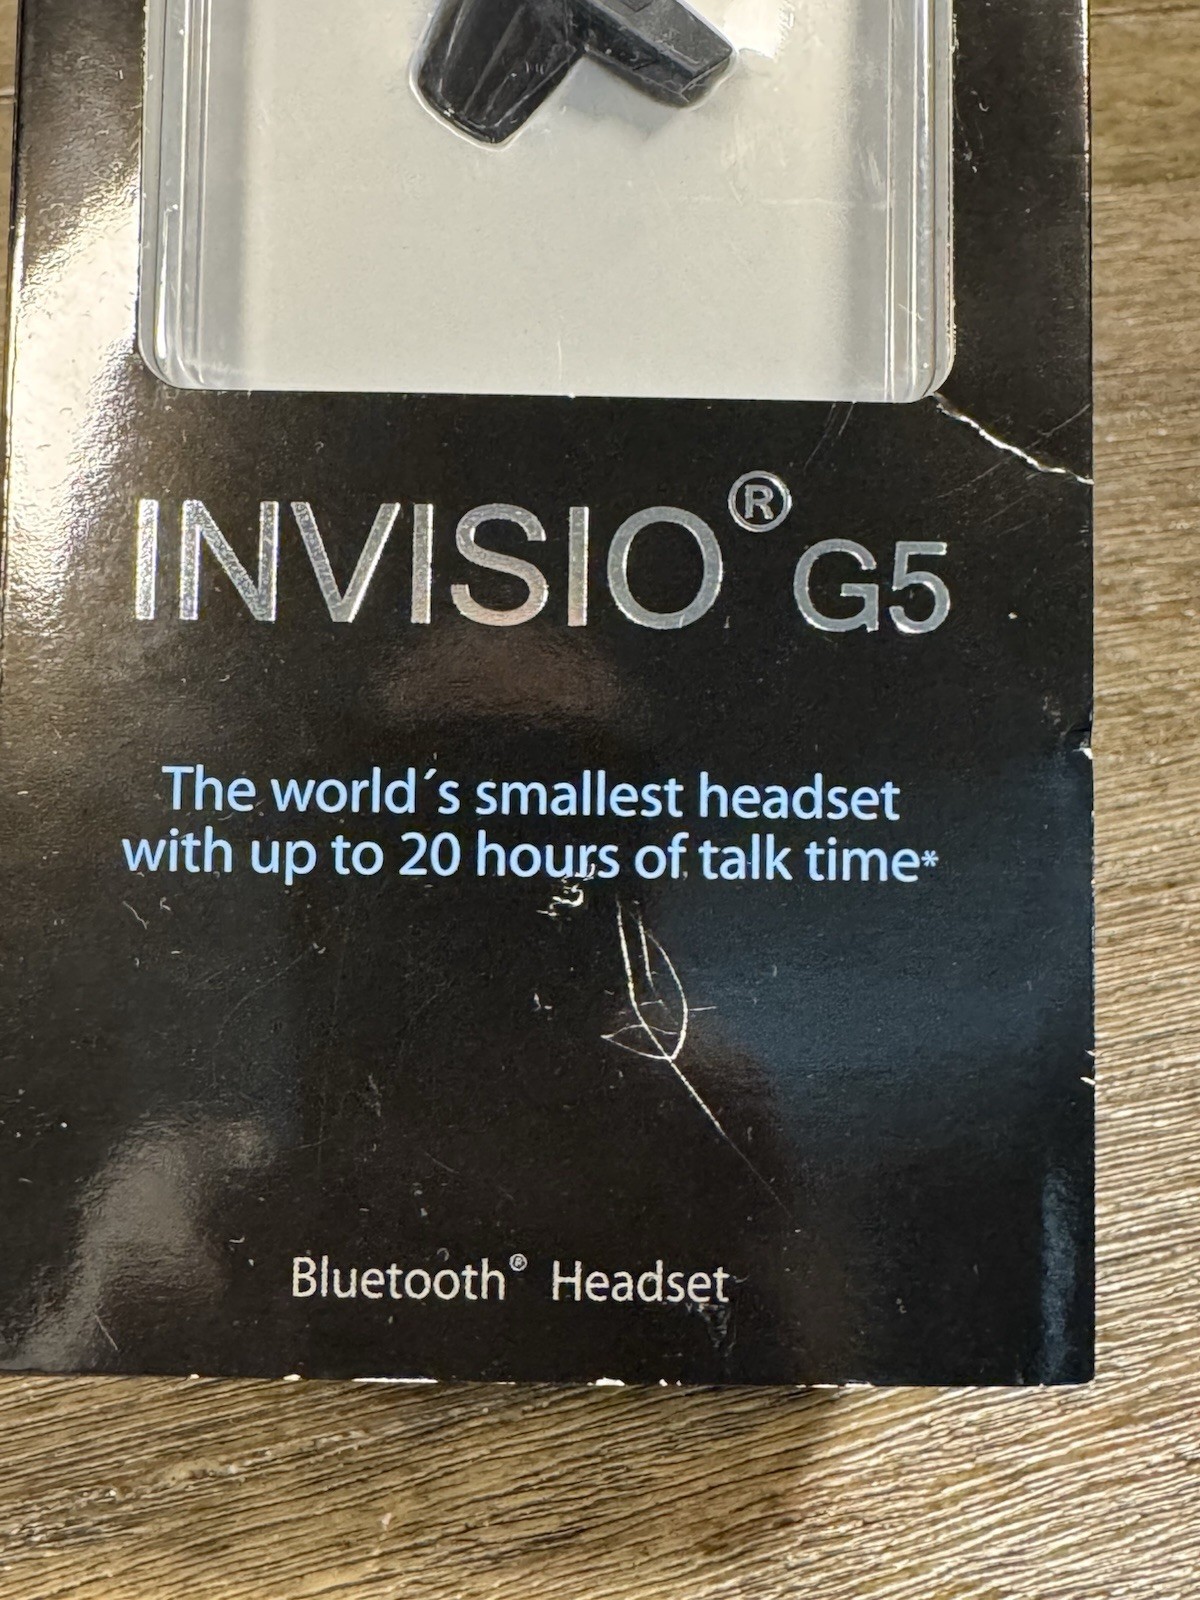 INVISIO® G5
The world´s smallest headset
with up to 20 hours of talk time*
Bluetooth® Headset